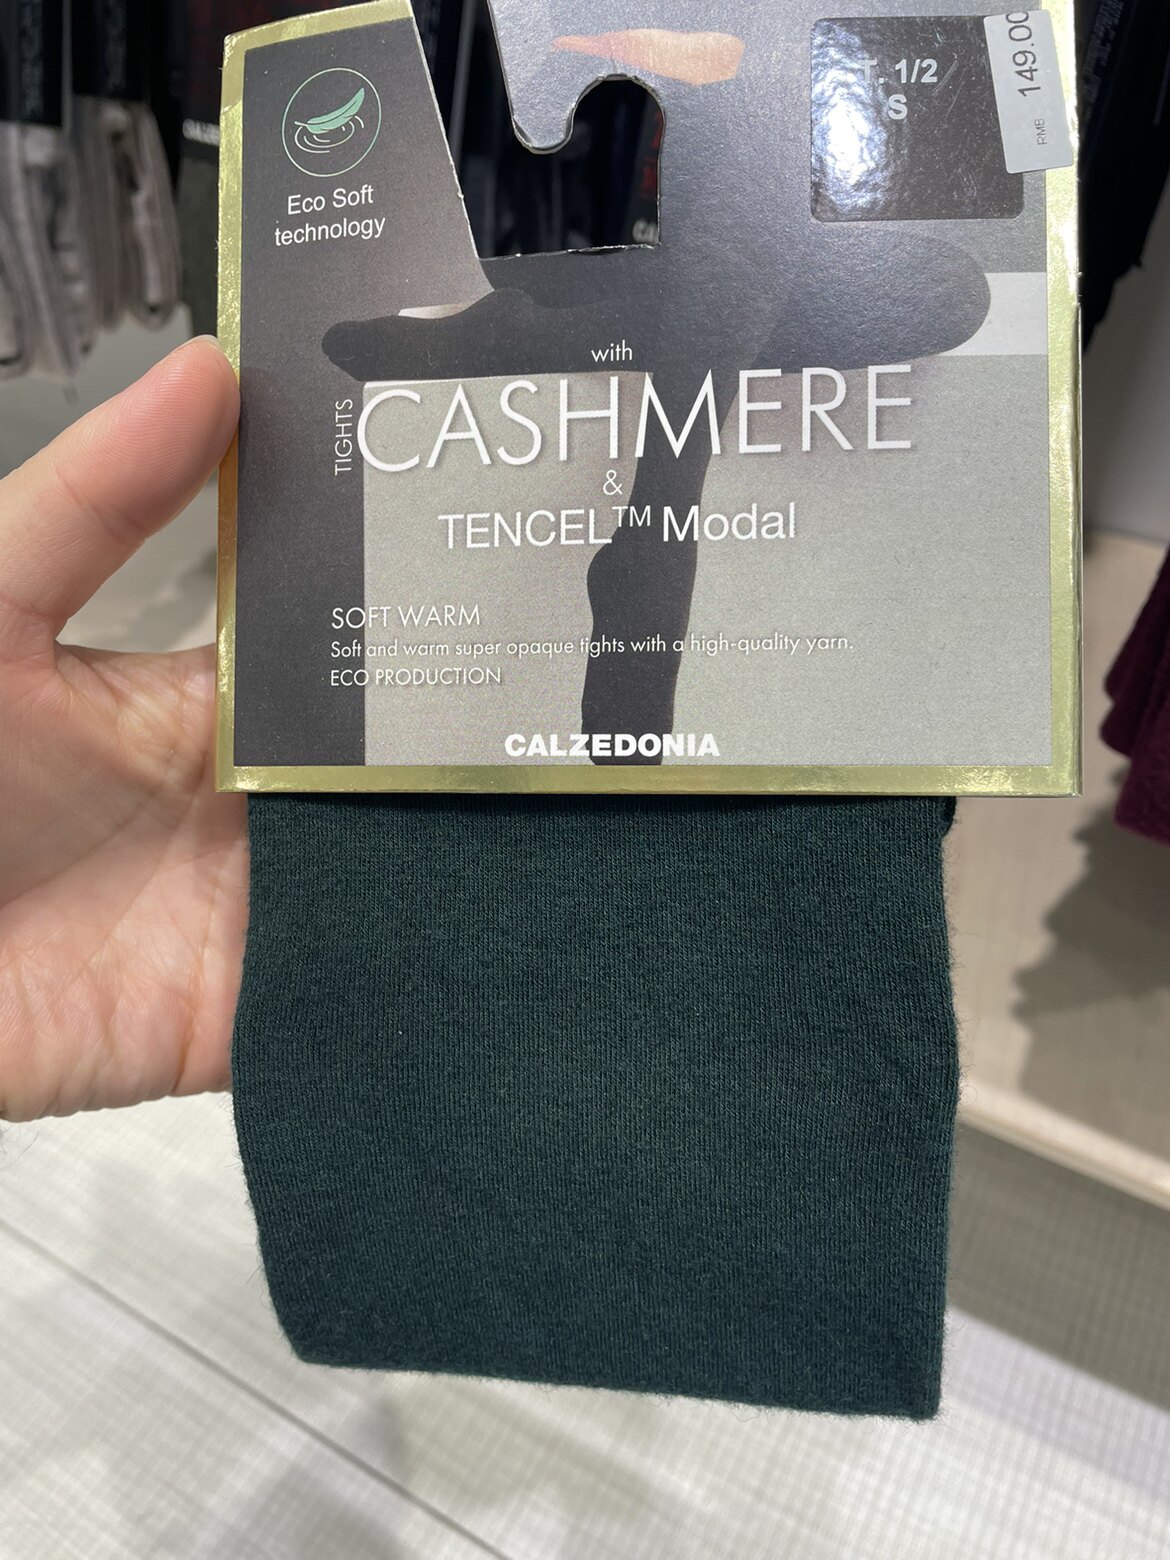 T. 1/2
S
RMB 149.00
Eco Soft
technology
with
TIGHTS
CASHMERE
&
TENCEL™ Modal
SOFT WARM
Soft and warm super opaque tights with a high-quality yarn.
ECO PRODUCTION
CALZEDONIA